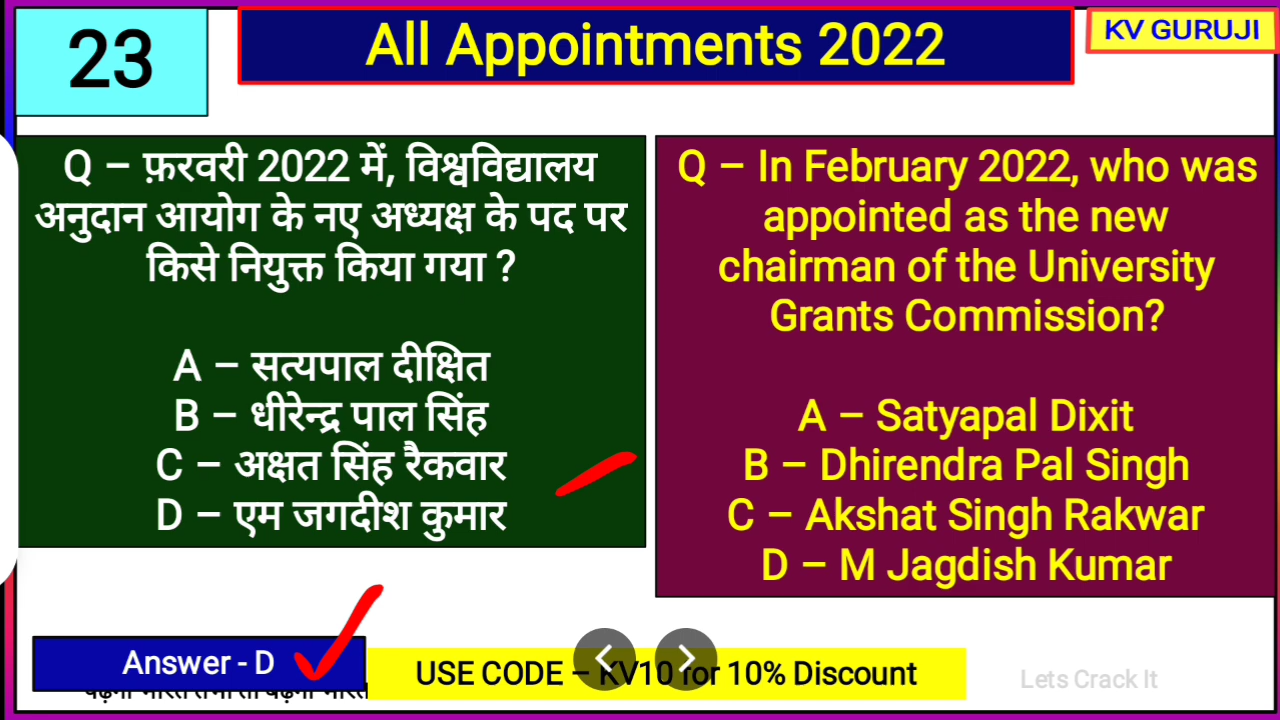 23
All Appointments 2022
KV GURUJI
Q – फ़रवरी 2022 में, विश्वविद्यालय
अनुदान आयोग के नए अध्यक्ष के पद पर
किसे नियुक्त किया गया ?
A – सत्यपाल दीक्षित
B – धीरेन्द्र पाल सिंह
C – अक्षत सिंह रैकवार
D – एम जगदीश कुमार
Q – In February 2022, who was
appointed as the new
chairman of the University
Grants Commission?
A – Satyapal Dixit
B – Dhirendra Pal Singh
C – Akshat Singh Rakwar
D – M Jagdish Kumar
Answer - D
USE CODE – KV10 for 10% Discount
Lets Crack It